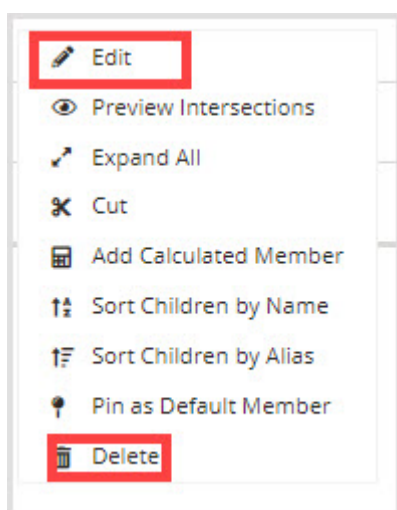 Edit
Preview Intersections
Expand All
Cut
Add Calculated Member
Sort Children by Name
Sort Children by Alias
Pin as Default Member
Delete